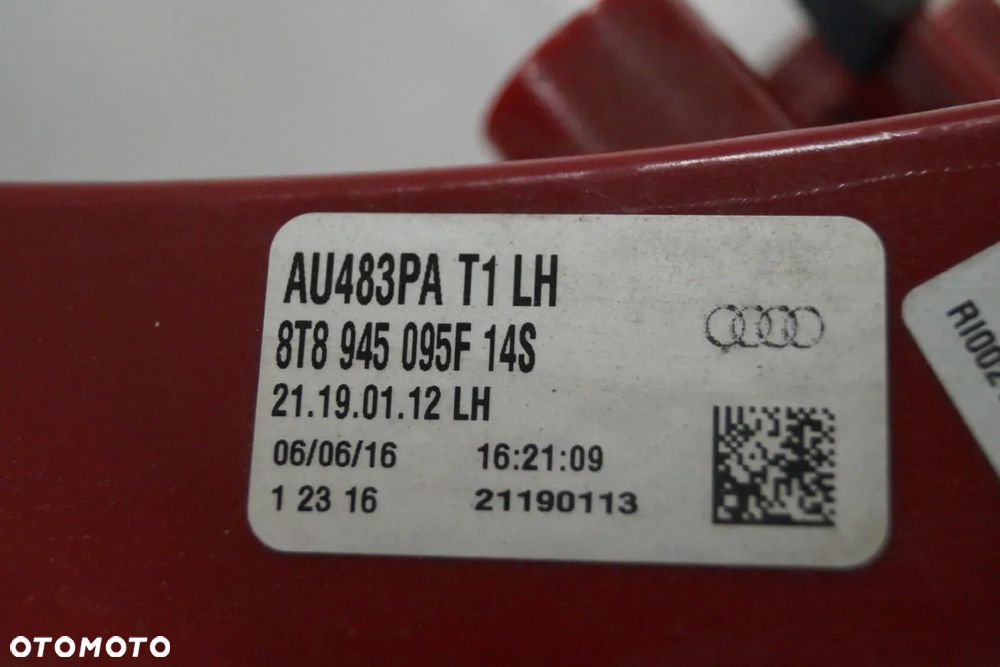 AU483PA T1 LH
8T8 945 095F 14S
21.19.01.12 LH
06/06/16 16:21:09
1 23 16 21190113
RI002
OTOMOTO